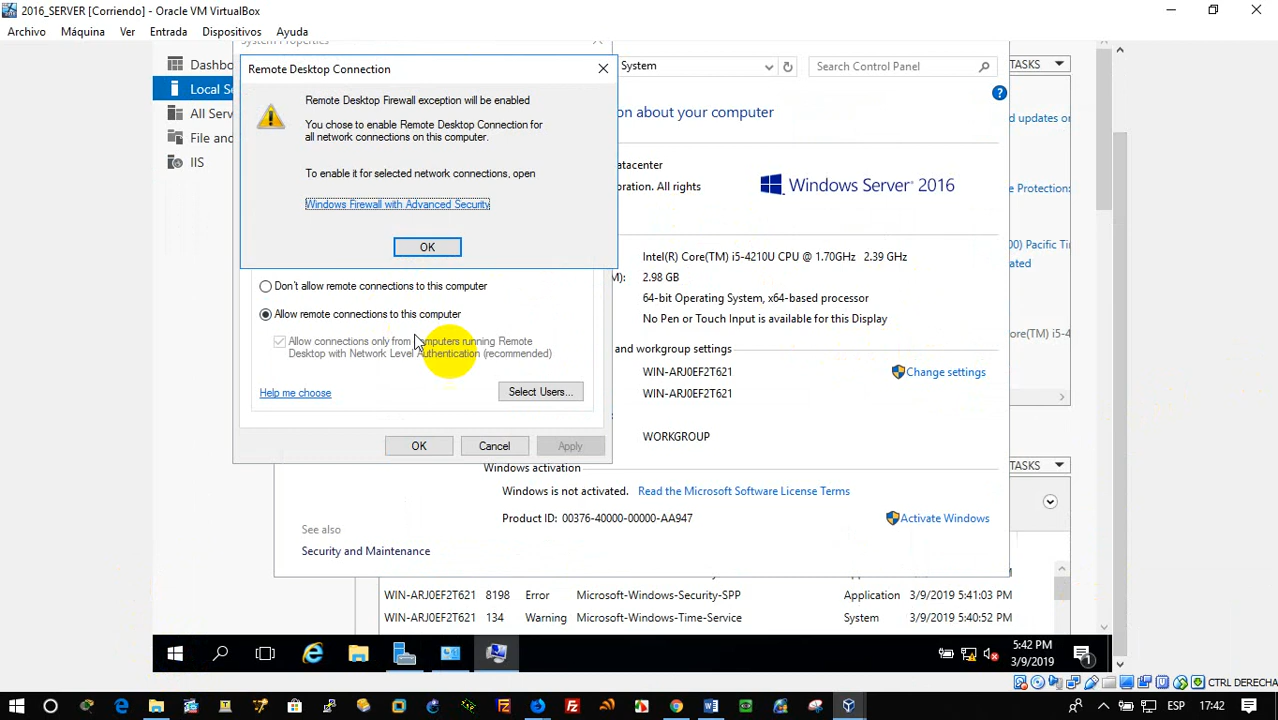 2016_SERVER [Corriendo] - Oracle VM VirtualBox
Archivo Máquina Ver Entrada Dispositivos Ayuda
System Properties
Remote Desktop Connection
Remote Desktop Firewall exception will be enabled
You chose to enable Remote Desktop Connection for
all network connections on this computer.
To enable it for selected network connections, open
Windows Firewall with Advanced Security
OK
Don't allow remote connections to this computer
Allow remote connections to this computer
Allow connections only from computers running Remote
Desktop with Network Level Authentication (recommended)
Help me choose
Select Users...
OK Cancel Apply
Local
All
File and
IIS
System
Search Control Panel
TASKS
about your computer
All rights
Windows Server® 2016
Intel(R) Core(TM) i5-4210U CPU @ 1.70GHz 2.39 GHz
2.98 GB
64-bit Operating System, x64-based processor
No Pen or Touch Input is available for this Display
and workgroup settings
WIN-ARJ0EF2T621
Change settings
WIN-ARJ0EF2T621
WORKGROUP
Windows activation
Windows is not activated. Read the Microsoft Software License Terms
Product ID: 00376-40000-00000-AA947
Activate Windows
See also
Security and Maintenance
updates
Pacific
TASKS
WIN-ARJ0EF2T621 8198 Error Microsoft-Windows-Security-SPP Application 3/9/2019 5:41:03 PM
WIN-ARJ0EF2T621 134 Warning Microsoft-Windows-Time-Service System 3/9/2019 5:40:52 PM
5:42 PM
3/9/2019
1
CTRL DERECHA
ESP 17:42